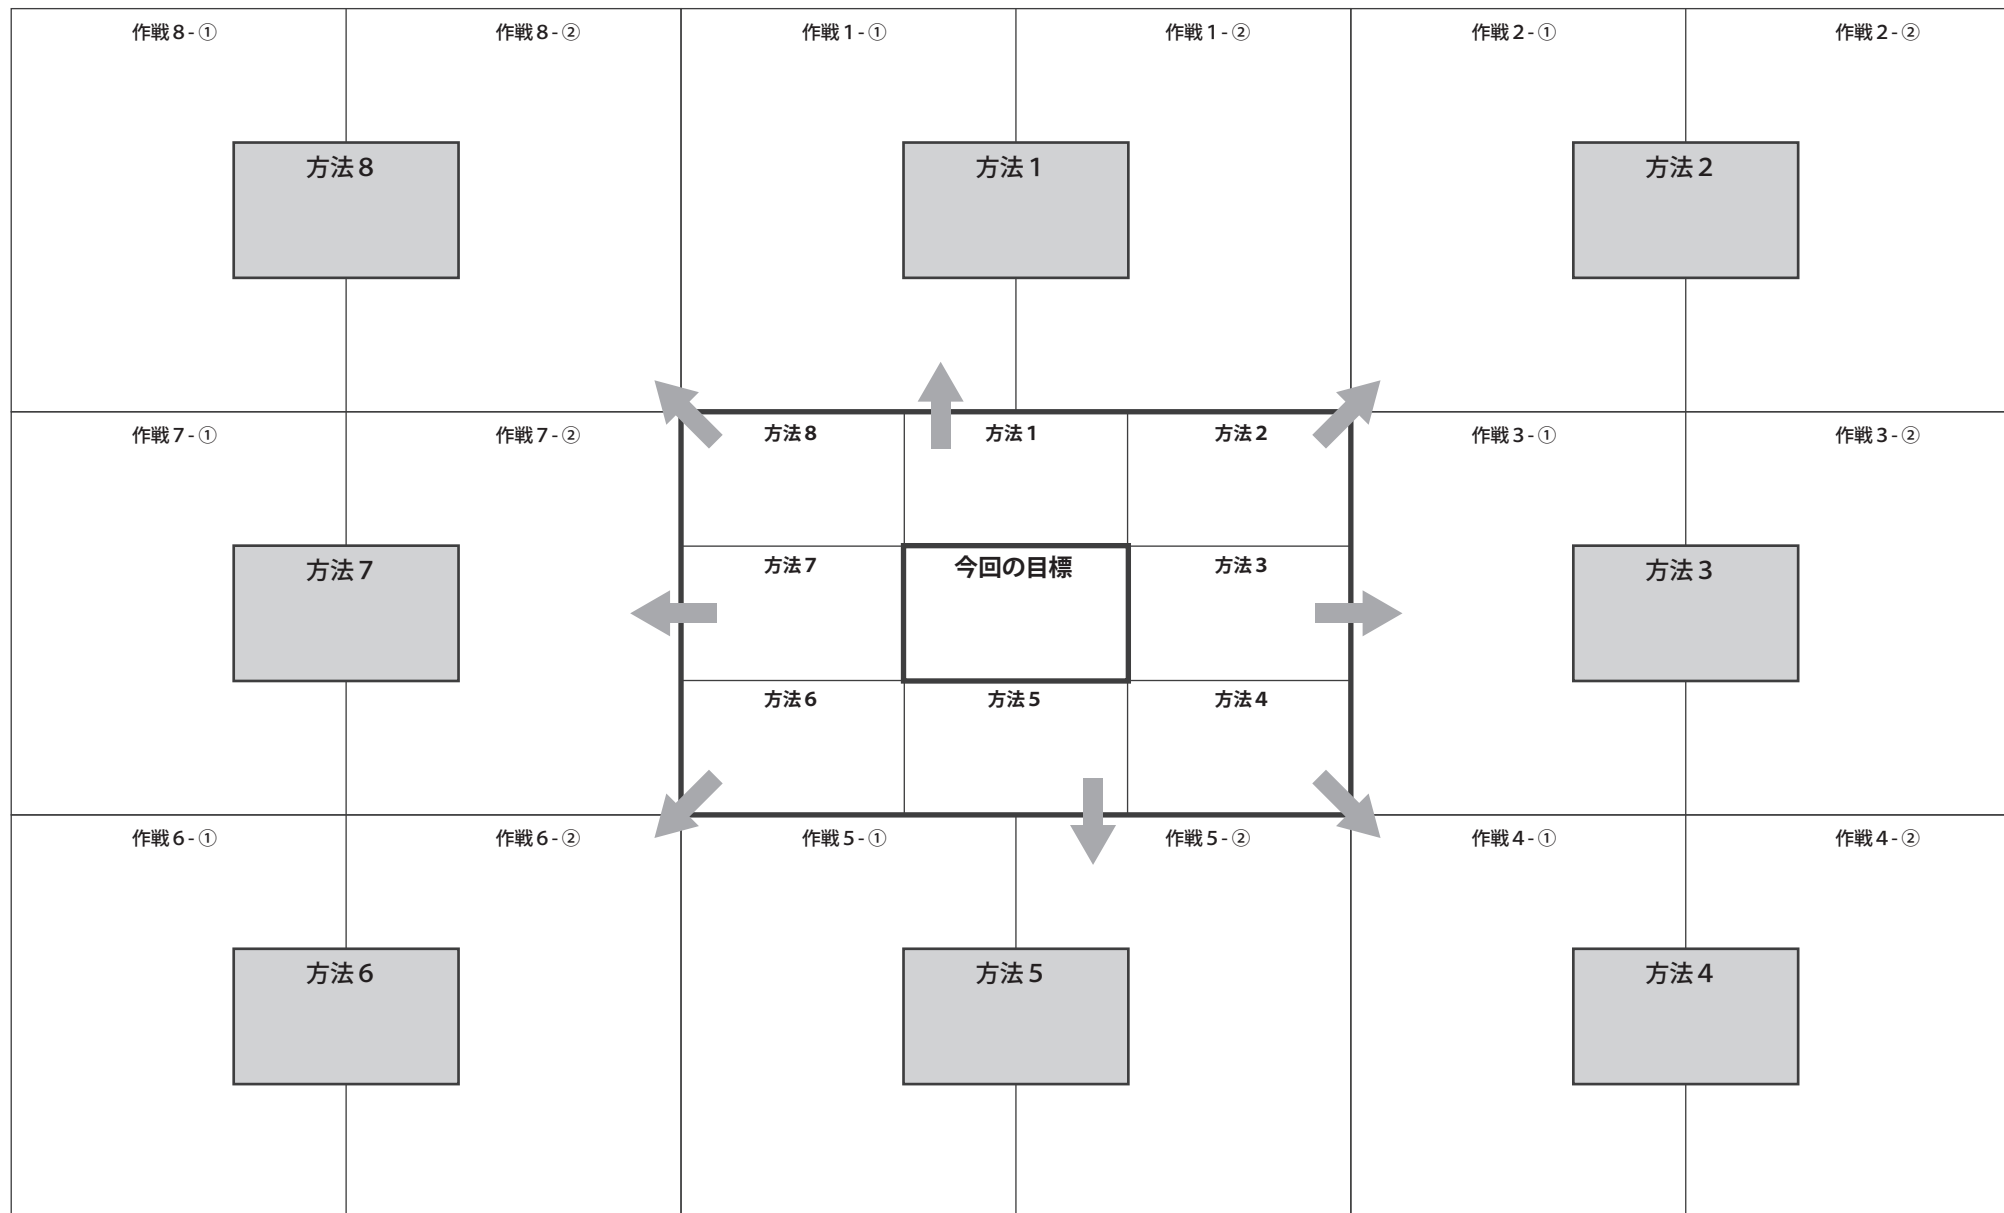 作戦8-① 作戦8-② 作戦1-① 作戦1-② 作戦2-① 作戦2-②
方法8 方法1 方法2
作戦7-① 作戦7-② 方法8 方法1 方法2 作戦3-① 作戦3-②
方法7 方法7 今回の目標 方法3 方法3
方法6 方法5 方法4
作戦6-① 作戦6-② 作戦5-① 作戦5-② 作戦4-① 作戦4-②
方法6 方法5 方法4